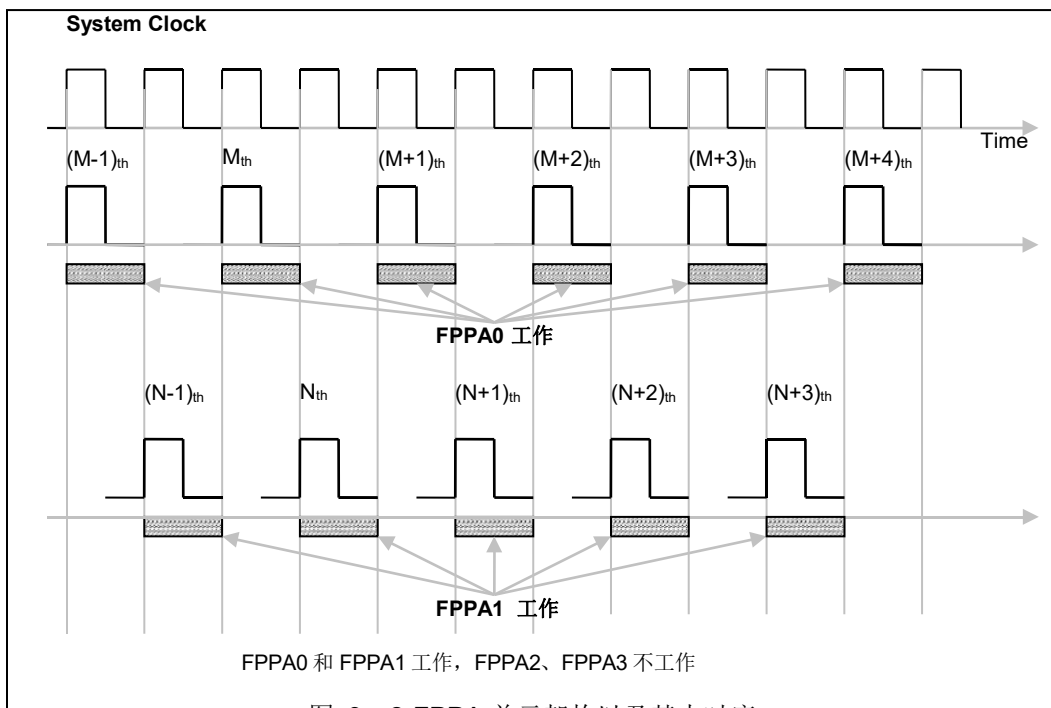 System Clock
Time
(M-1)th Mth (M+1)th (M+2)th (M+3)th (M+4)th
FPPA0 工作
(N-1)th Nth (N+1)th (N+2)th (N+3)th
FPPA1 工作
FPPA0 和 FPPA1 工作，FPPA2、FPPA3 不工作
FPPA